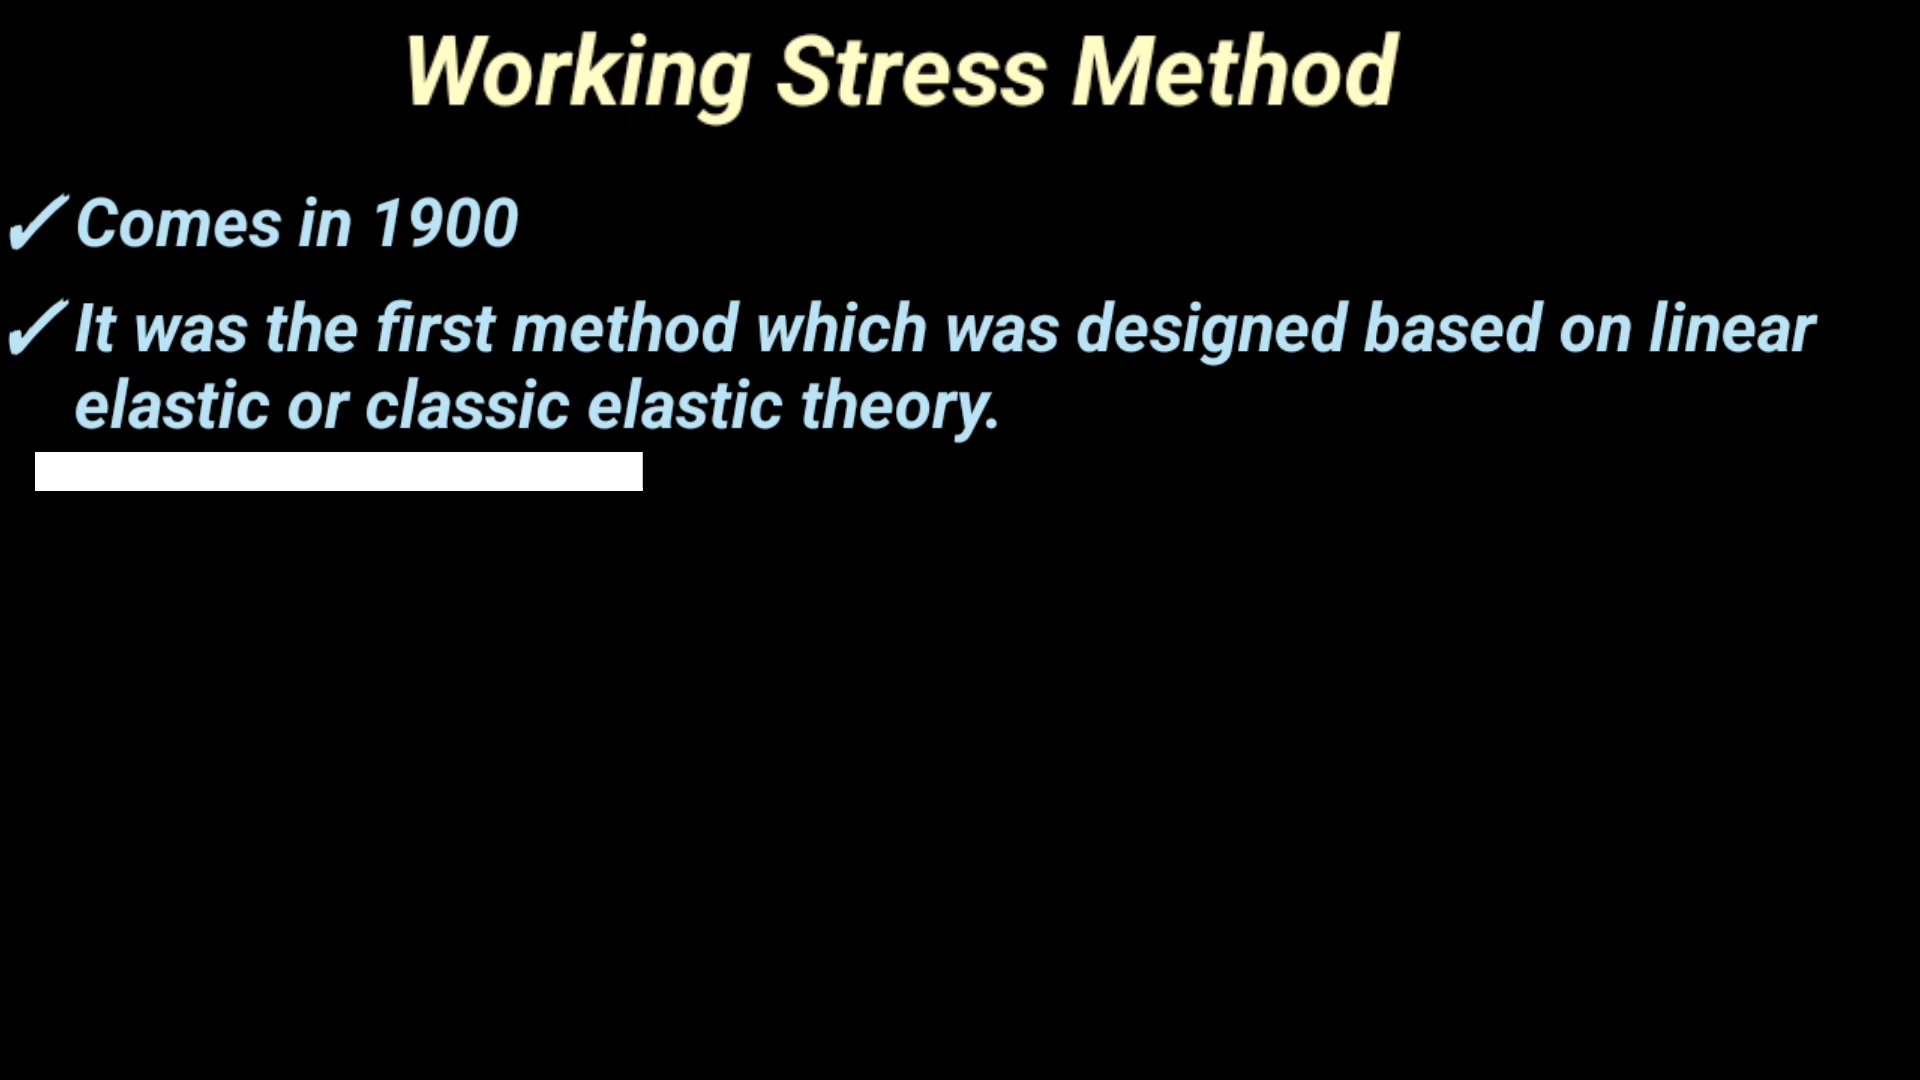 Working Stress Method
✓ Comes in 1900
✓ It was the first method which was designed based on linear
elastic or classic elastic theory.